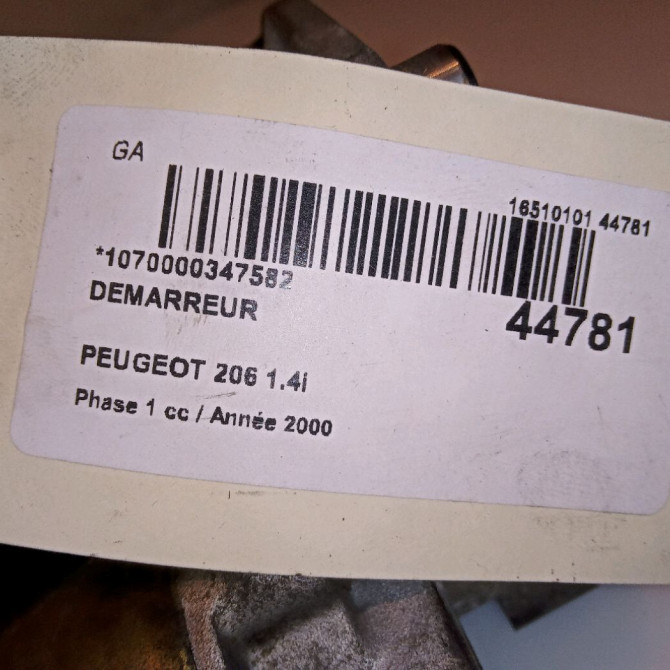 GA
16510101 44781
*1070000347582
DEMARREUR
44781
PEUGEOT 206 1.4i
Phase 1 cc / Année 2000